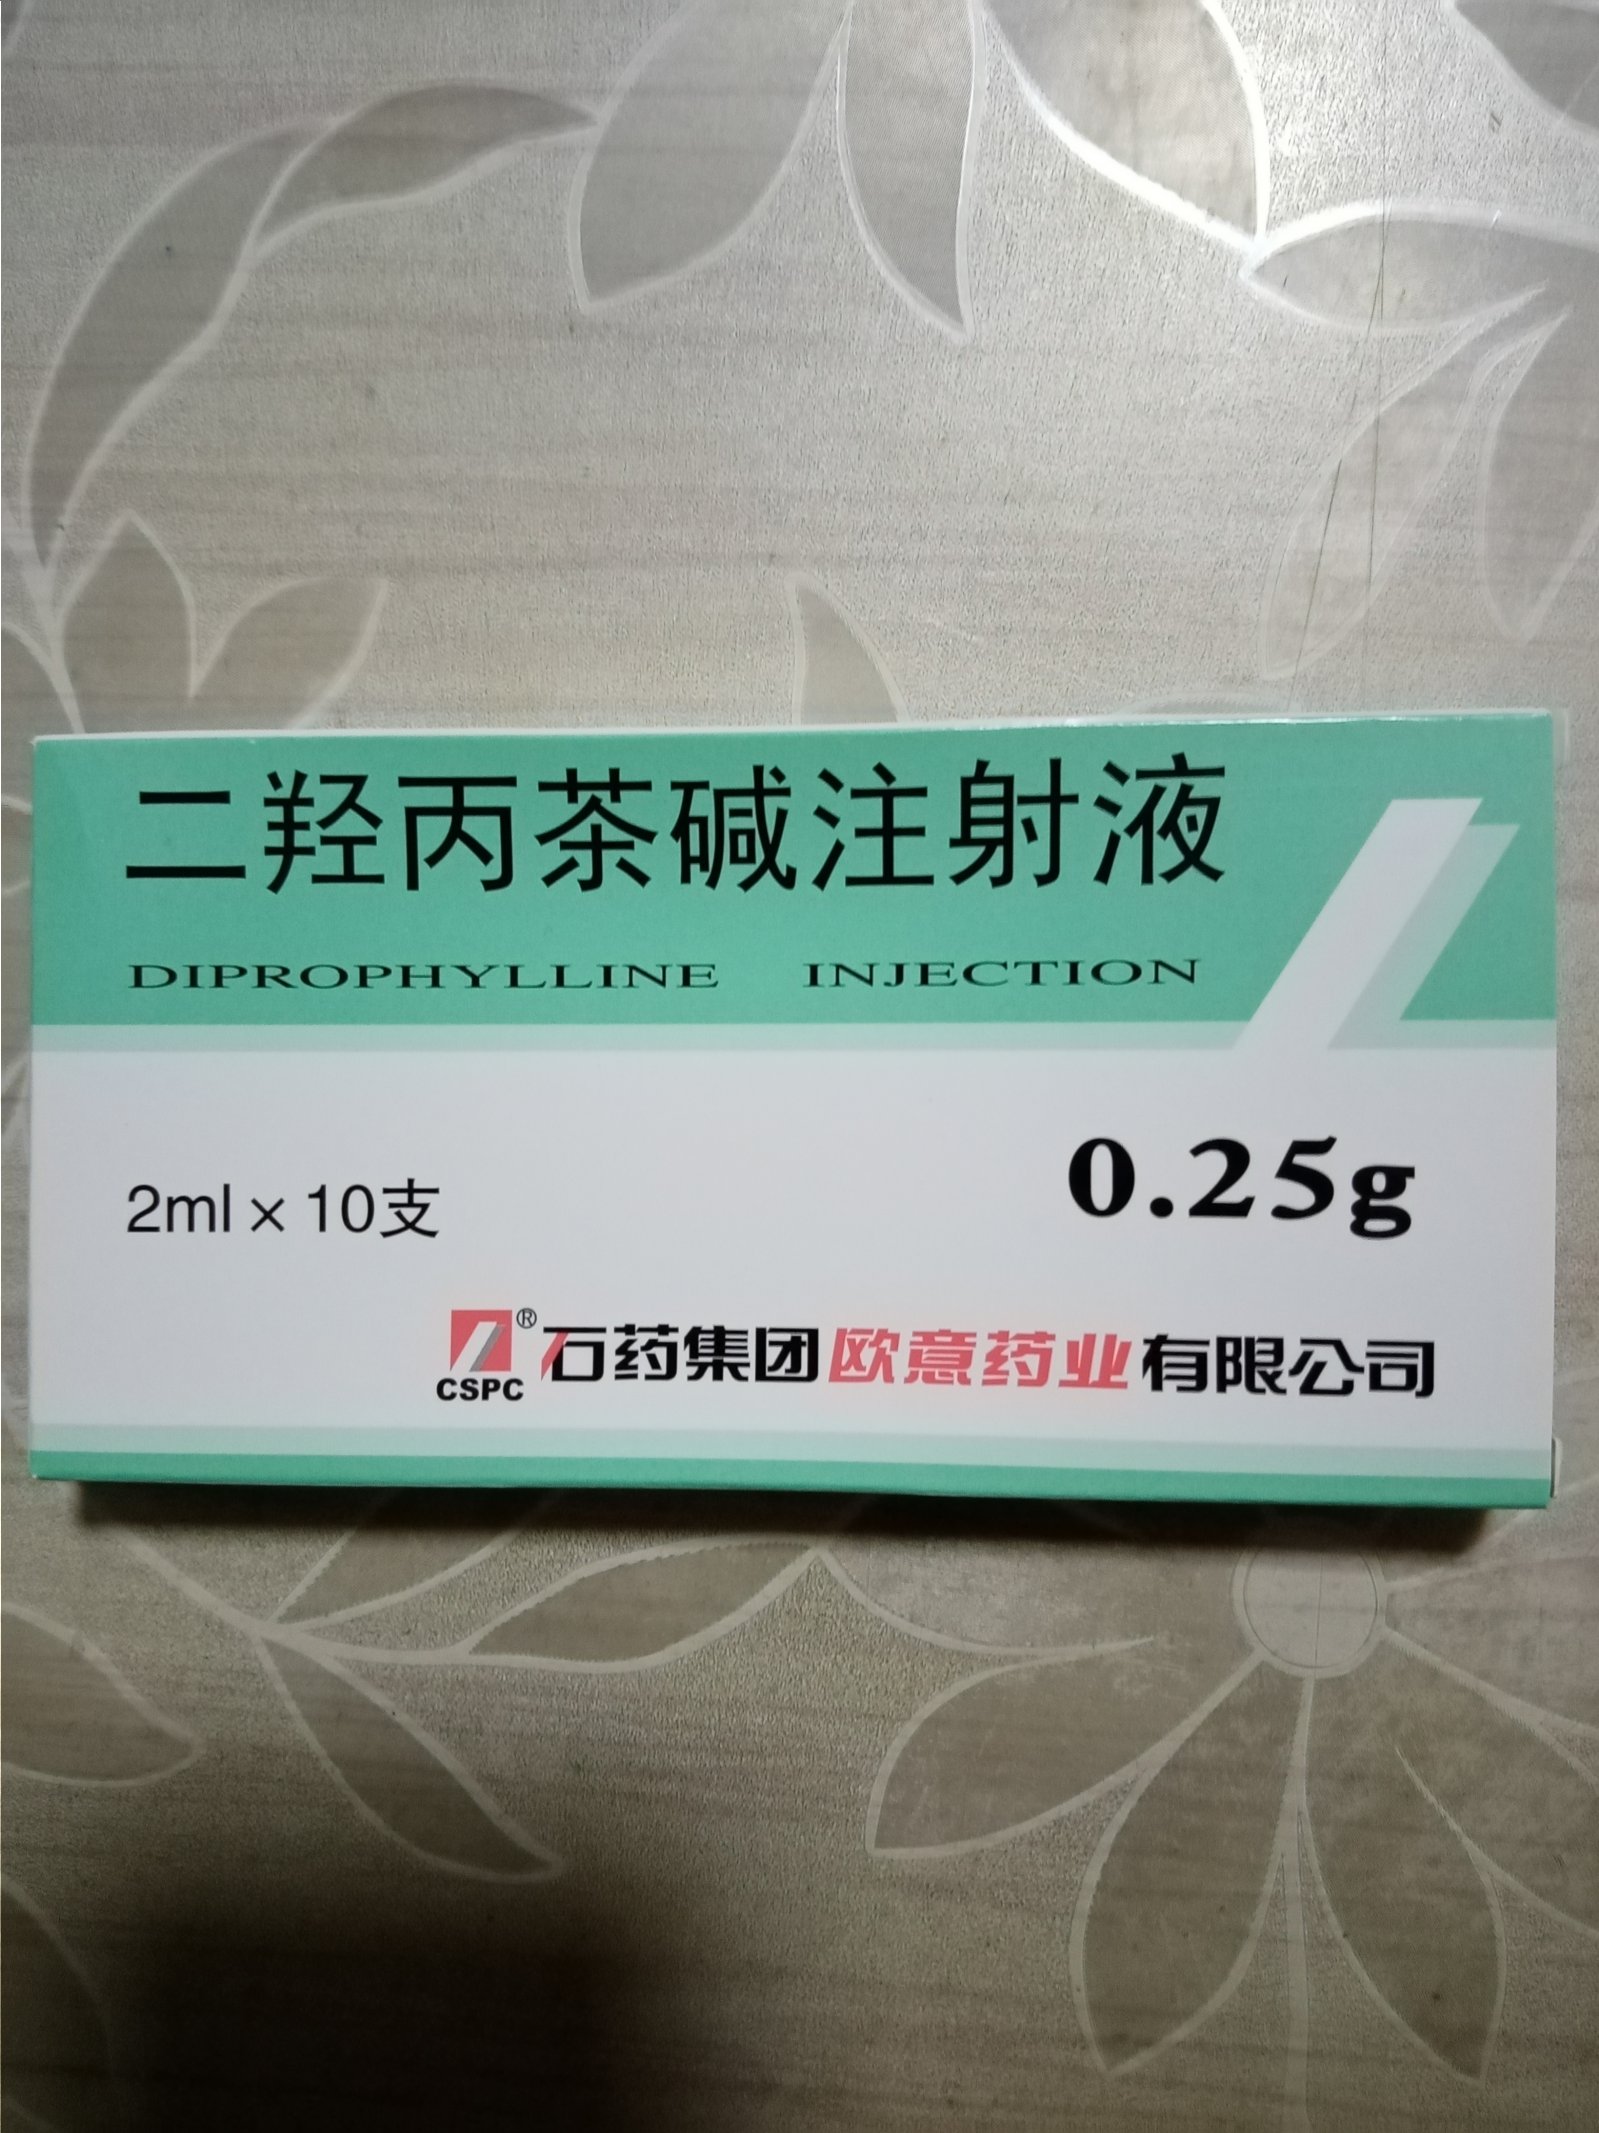 二羟丙茶碱注射液
DIPROPHYLLINE INJECTION
0.25g
2ml×10支
CSPC ® 石药集团欧意药业有限公司